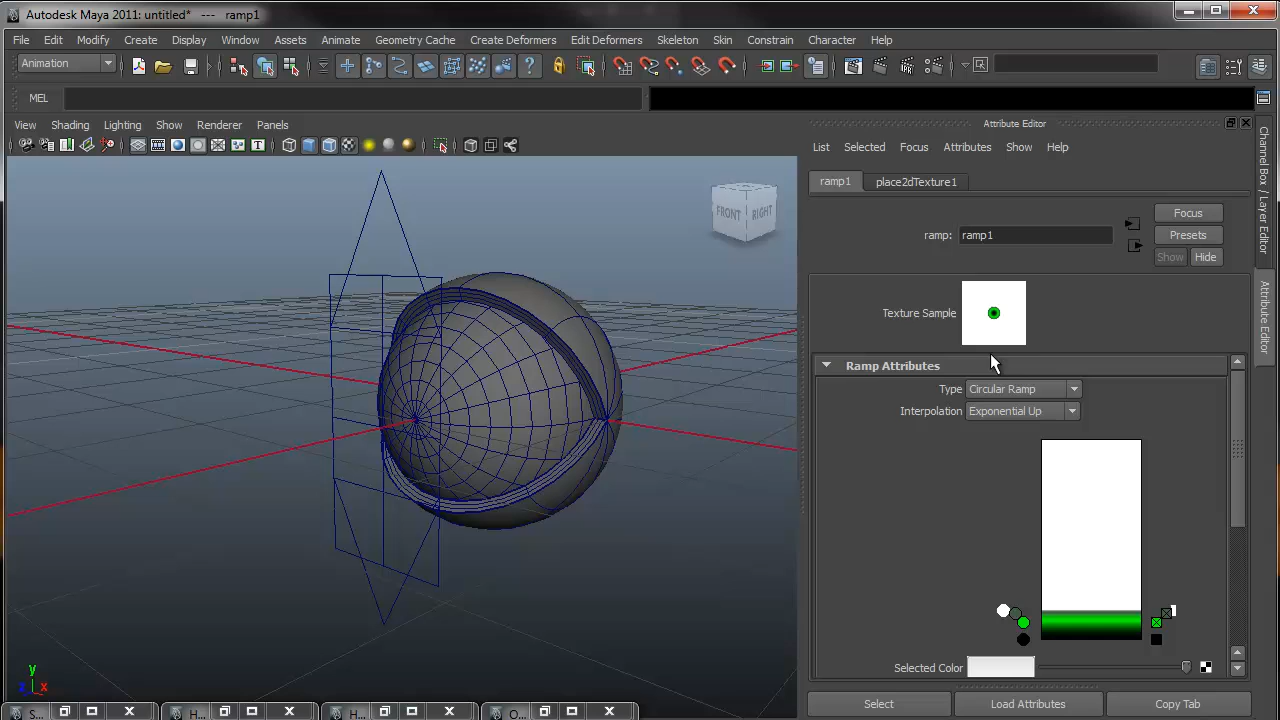 Autodesk Maya 2011: untitled* --- ramp1
File Edit Modify Create Display Window Assets Animate Geometry Cache Create Deformers Edit Deformers Skeleton Skin Constrain Character Help
Animation
MEL
View Shading Lighting Show Renderer Panels
Attribute Editor
List Selected Focus Attributes Show Help
ramp1 place2dTexture1
Focus
ramp: ramp1 Presets
Show Hide
Texture Sample
Ramp Attributes
Type Circular Ramp
Interpolation Exponential Up
Selected Color
Select Load Attributes Copy Tab
Channel Box / Layer Editor
Attribute Editor
FRONT RIGHT
y
z x
S... H... H... O...